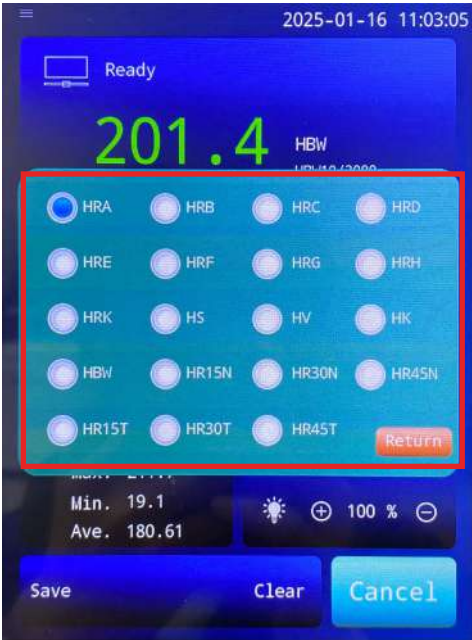 2025-01-16 11:03:05
Ready
201.4 HBW
HRA HRB HRC HRD
HRE HRF HRG HRH
HRK HS HV HK
HBW HR15N HR30N HR45N
HR15T HR30T HR45T Return
Min. 19.1
100 %
Ave. 180.61
Save Clear Cancel